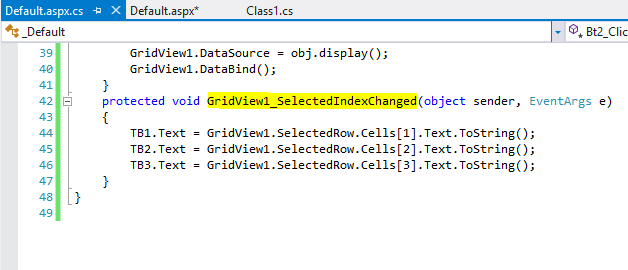 Default.aspx.cs Default.aspx* Class1.cs
_Default Bt2_Clic
39 GridView1.DataSource = obj.display();
40 GridView1.DataBind();
41 }
42 protected void GridView1_SelectedIndexChanged(object sender, EventArgs e)
43 {
44 TB1.Text = GridView1.SelectedRow.Cells[1].Text.ToString();
45 TB2.Text = GridView1.SelectedRow.Cells[2].Text.ToString();
46 TB3.Text = GridView1.SelectedRow.Cells[3].Text.ToString();
47 }
48 }
49